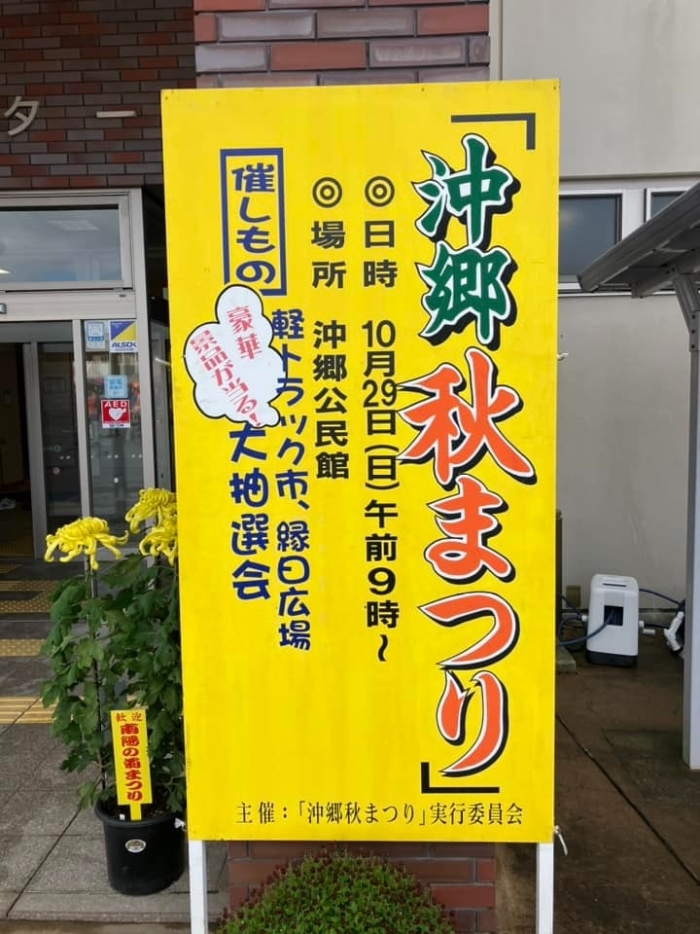 「沖郷秋まつり」
◎日時 10月29日(日)午前9時~
◎場所 沖郷公民館
催しもの
軽トラック市、縁日広場
豪華
景品が当る!
大抽選会
主催:「沖郷秋まつり」実行委員会
タ
ALSOK
AED
歓迎
南陽の菊まつり